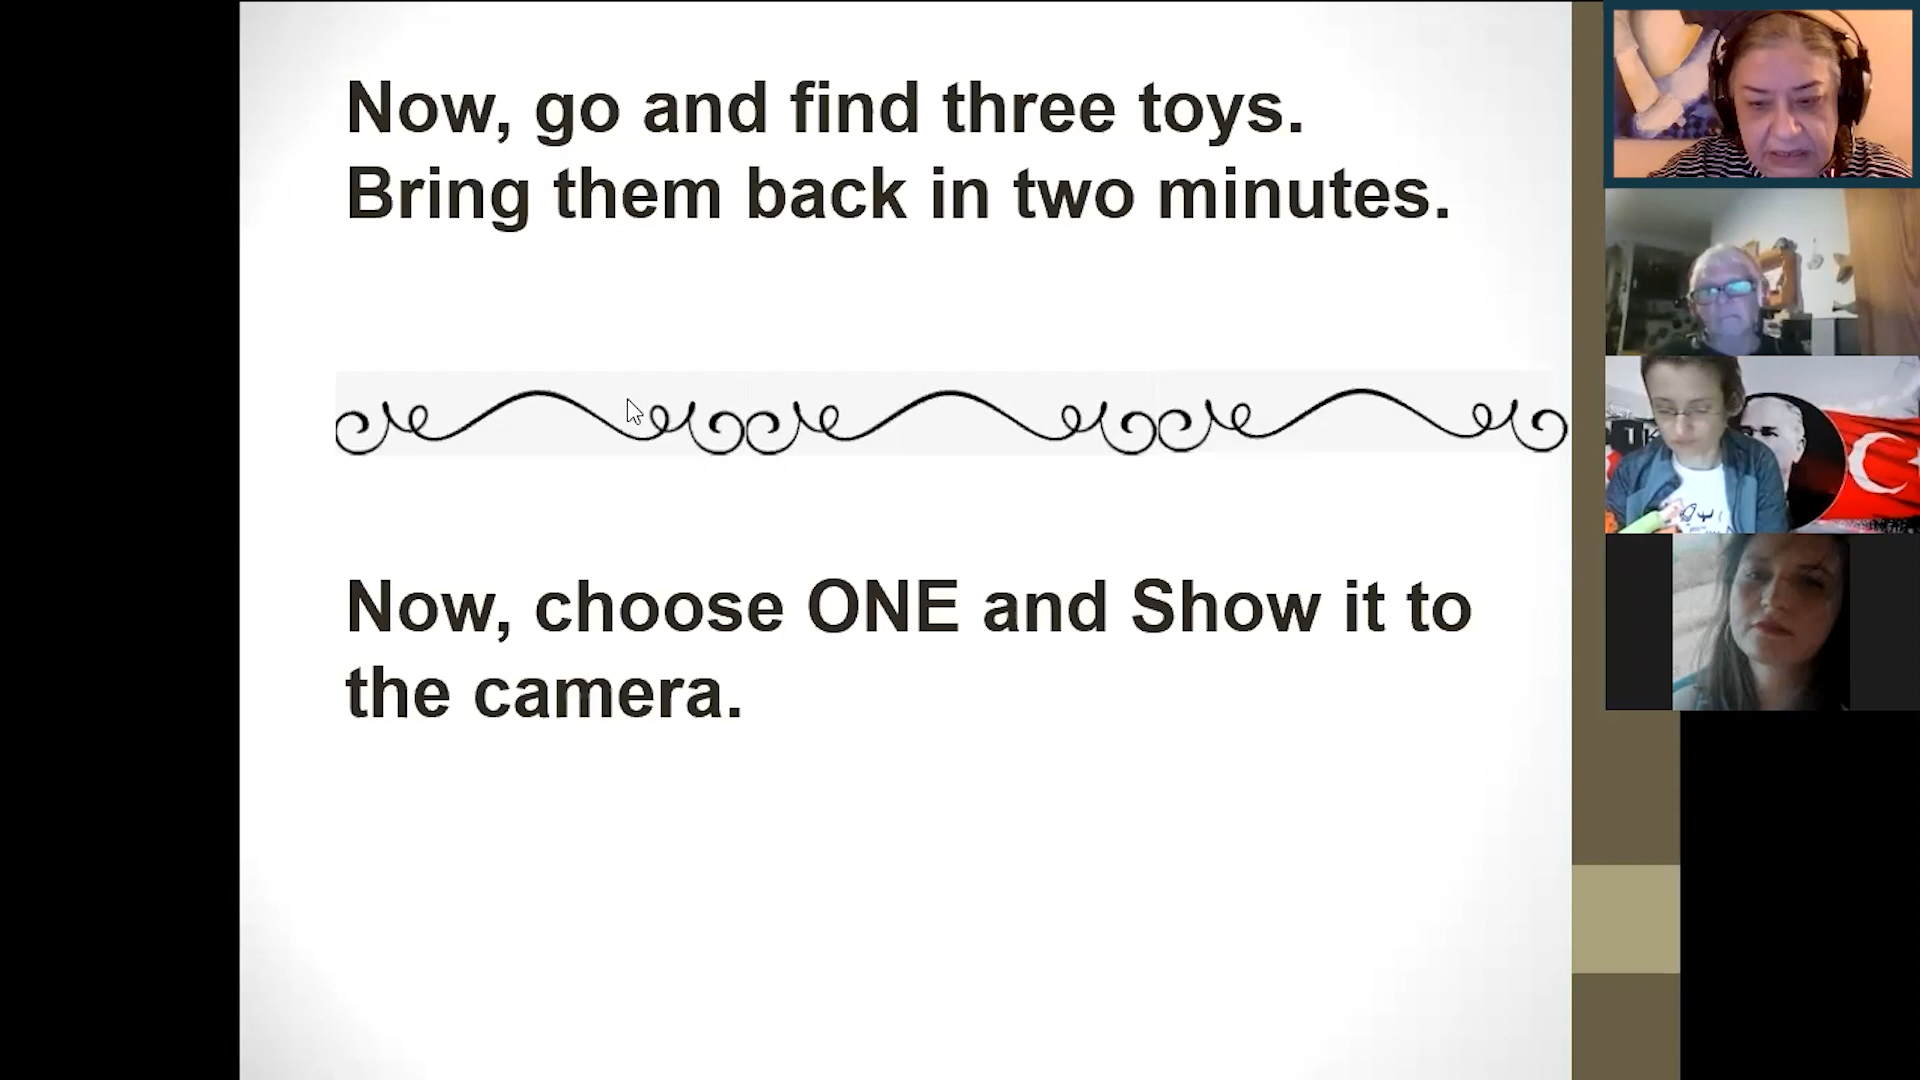 Now, go and find three toys.
Bring them back in two minutes.
Now, choose ONE and Show it to
the camera.